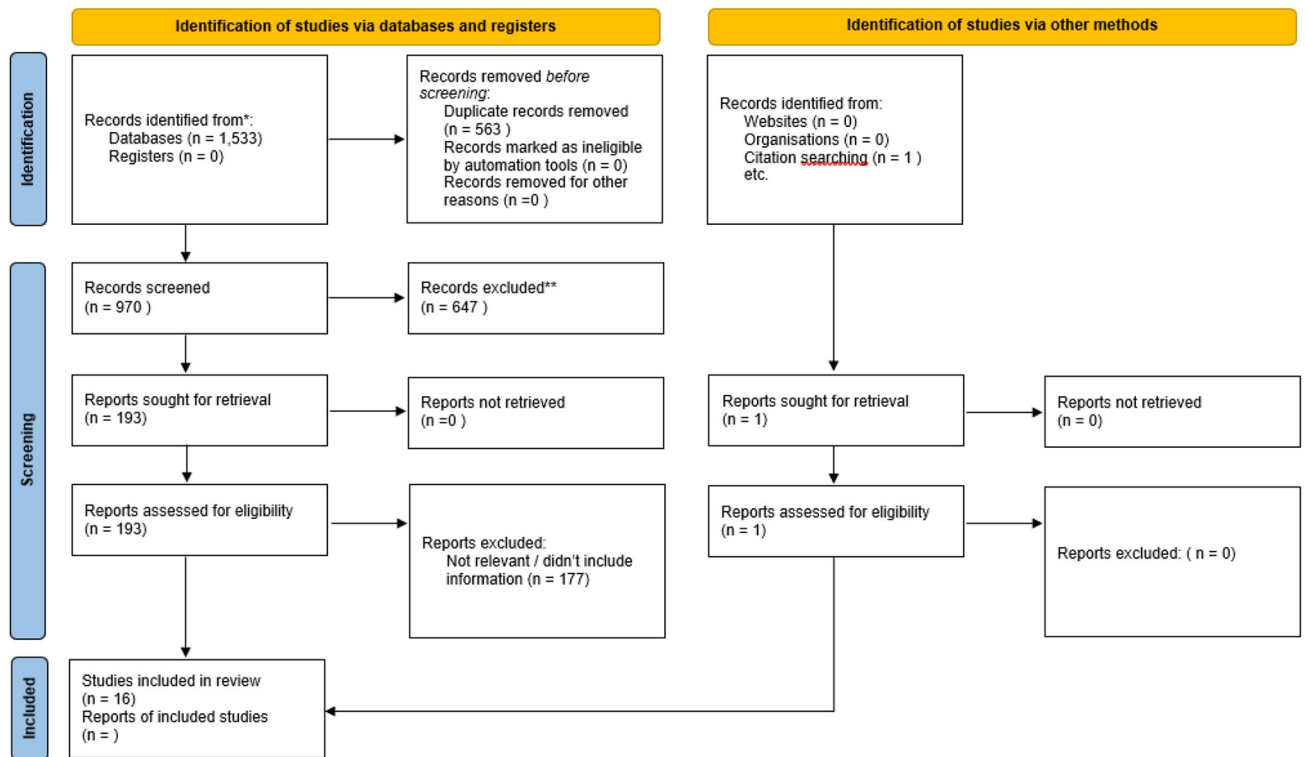 Identification of studies via databases and registers
Identification of studies via other methods
Identification
Records identified from*:
Databases (n = 1,533)
Registers (n = 0)
Records removed before
screening:
Duplicate records removed
(n = 563 )
Records marked as ineligible
by automation tools (n = 0)
Records removed for other
reasons (n =0 )
Records identified from:
Websites (n = 0)
Organisations (n = 0)
Citation searching (n = 1 )
etc.
Screening
Records screened
(n = 970 )
Records excluded**
(n = 647 )
Reports sought for retrieval
(n = 193)
Reports not retrieved
(n =0 )
Reports sought for retrieval
(n = 1)
Reports not retrieved
(n = 0)
Reports assessed for eligibility
(n = 193)
Reports excluded:
Not relevant / didn’t include
information (n = 177)
Reports assessed for eligibility
(n = 1)
Reports excluded: ( n = 0)
Included
Studies included in review
(n = 16)
Reports of included studies
(n = )